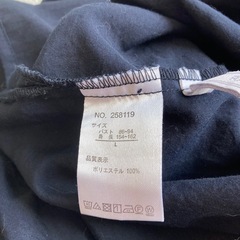 NO. 258119
サイズ
バスト 86-94
身長 154-162
L
品質表示
ポリエステル 100%